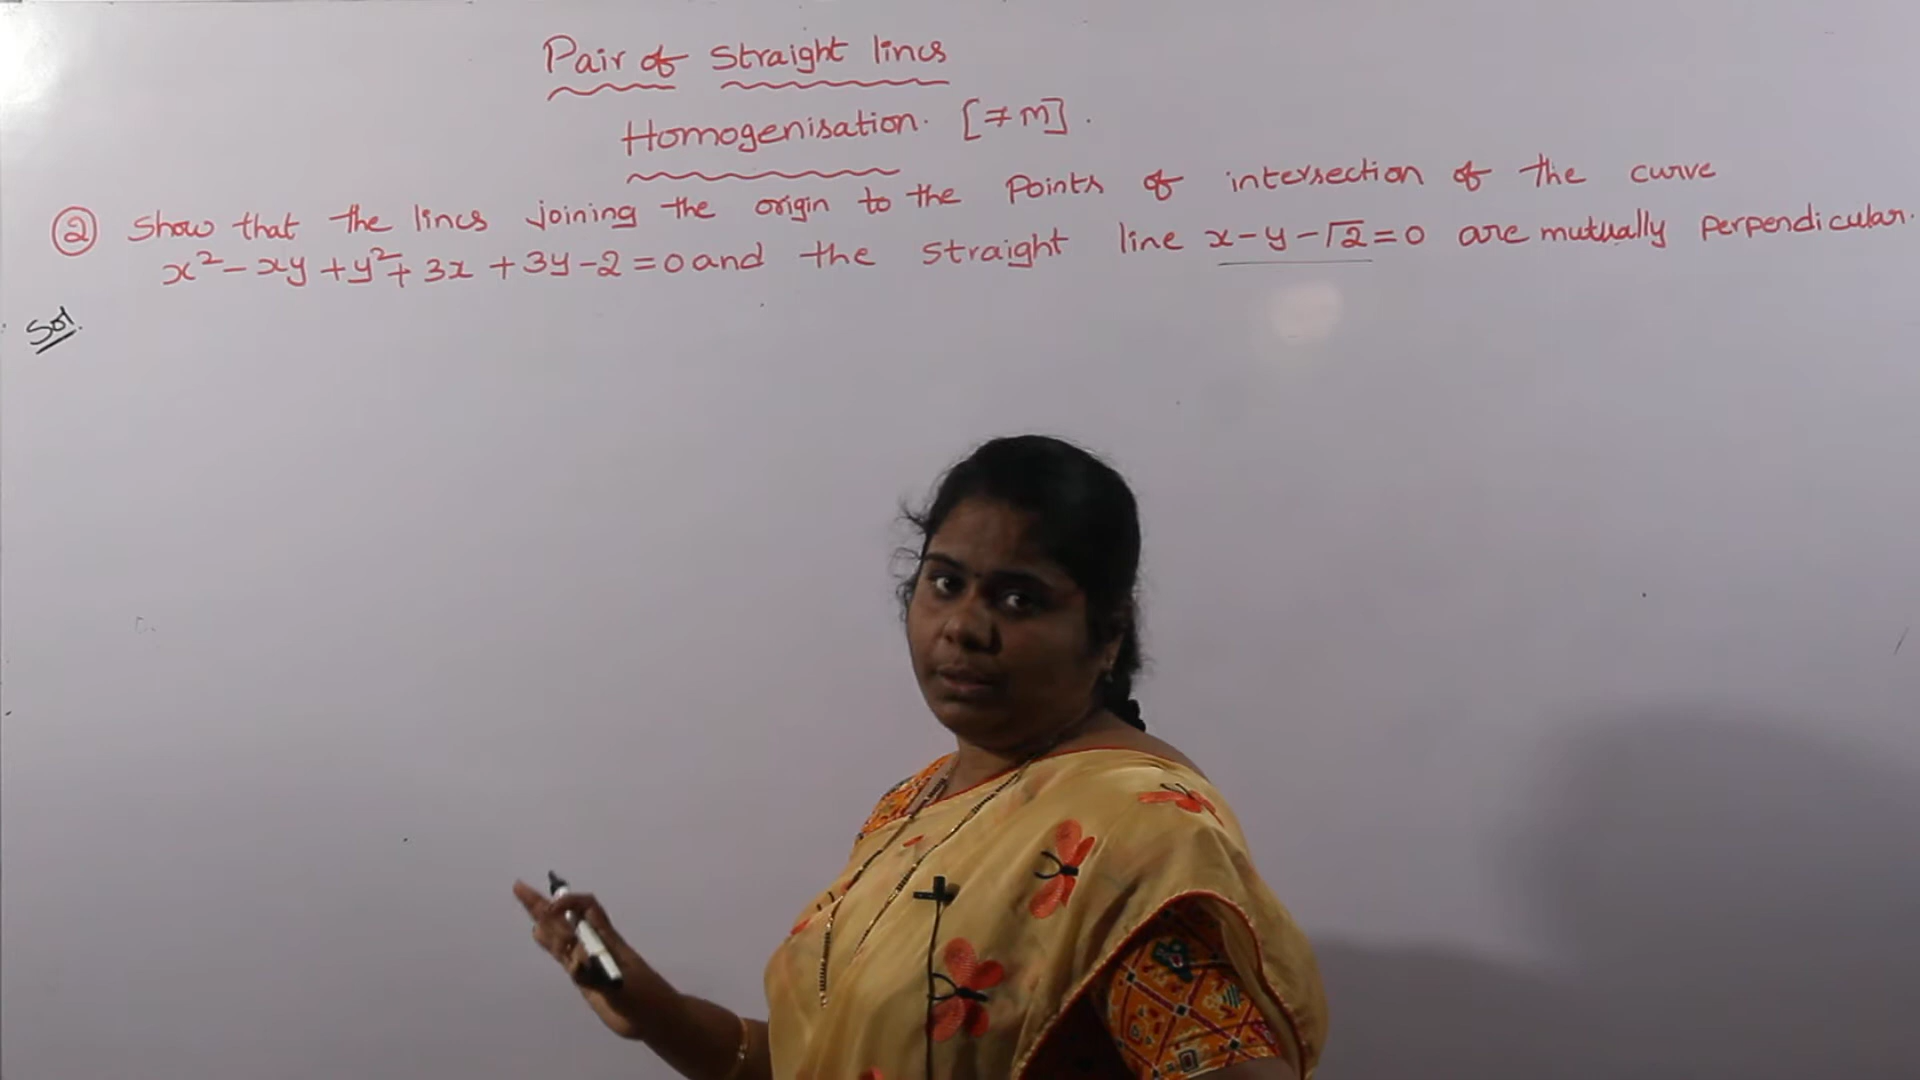 Pair of Straight lines
Homogenisation. [7M].
② Show that the lines joining the origin to the Points of intersection of the curve
x²-xy+y²+3x+3y-2=0 and the straight line x-y-√2=0 are mutually perpendicular.
Sol.